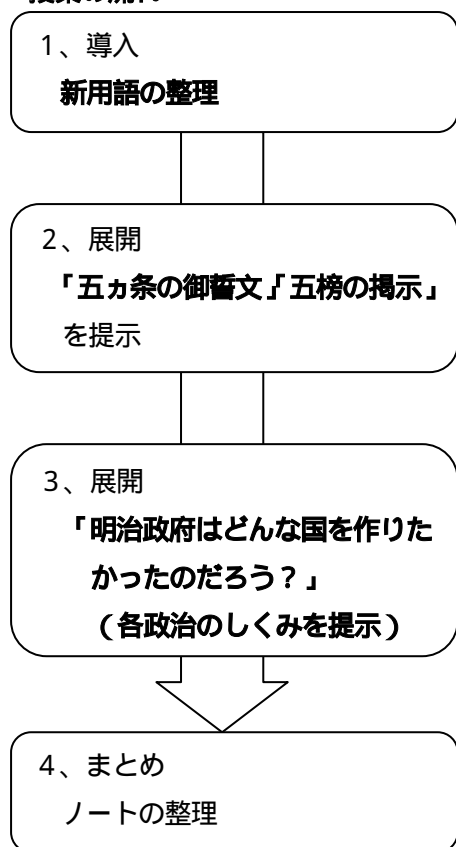 1、導入
新用語の整理
2、展開
「五ヵ条の御誓文」「五榜の掲示」
を提示
3、展開
「明治政府はどんな国を作りた
かったのだろう？」
（各政治のしくみを提示）
4、まとめ
ノートの整理